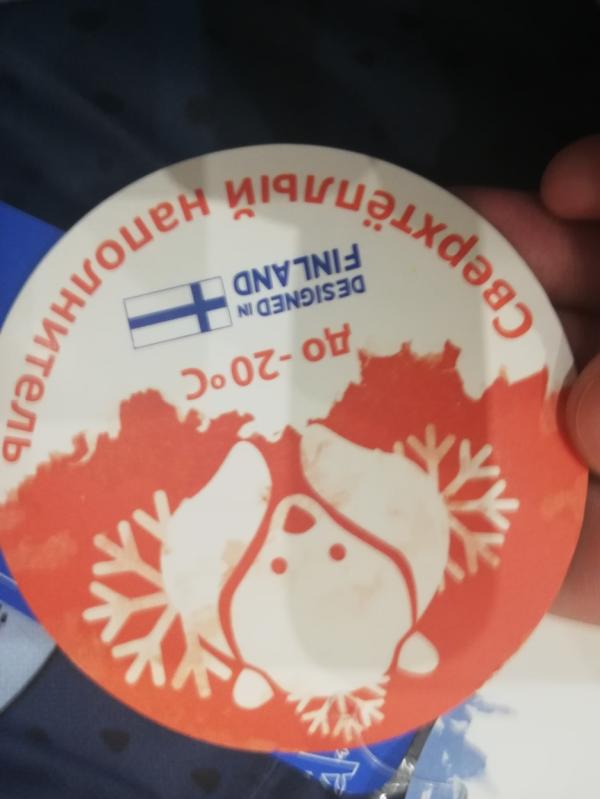 Сверхтёплый наполнитель
DESIGNED IN
FINLAND
до -20°C